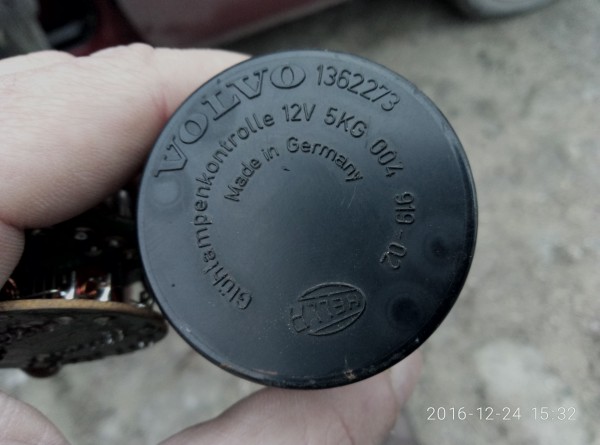 VOLVO 1362273
Glühlampenkontrolle 12V 5KG 004 919-02
Made in Germany
HELLA
2016-12-24 15:32